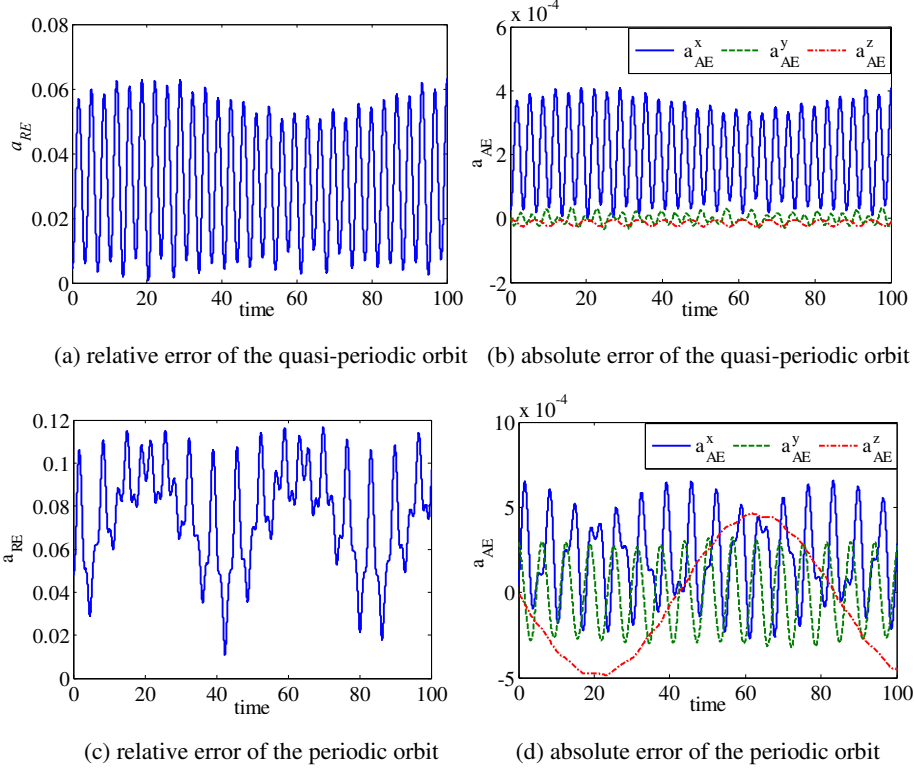 0.08
0.06
0.04
0.02
0
a_RE
0 20 40 60 80 100
time
x 10^-4
6
4
2
0
-2
a_AE
a^x_AE a^y_AE a^z_AE
0 20 40 60 80 100
time
(a) relative error of the quasi-periodic orbit (b) absolute error of the quasi-periodic orbit
0.12
0.1
0.08
0.06
0.04
0.02
0
a_RE
0 20 40 60 80 100
time
x 10^-4
10
5
0
-5
a_AE
a^x_AE a^y_AE a^z_AE
0 20 40 60 80 100
time
(c) relative error of the periodic orbit (d) absolute error of the periodic orbit